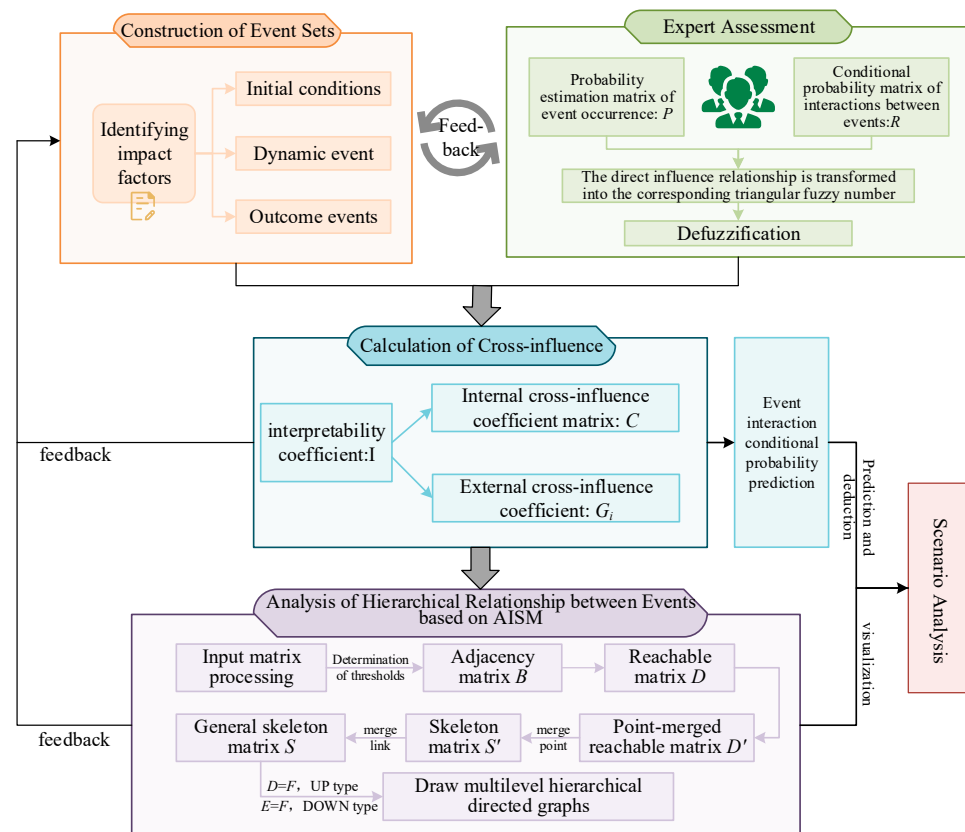 Construction of Event Sets
Identifying
impact
factors
Initial conditions
Dynamic event
Outcome events
Feed-
back
Expert Assessment
Probability
estimation matrix of
event occurrence: P
Conditional
probability matrix of
interactions between
events:R
The direct influence relationship is transformed
into the corresponding triangular fuzzy number
Defuzzification
Calculation of Cross-influence
interpretability
coefficient:I
Internal cross-influence
coefficient matrix: C
External cross-influence
coefficient: Gᵢ
Event
interaction
conditional
probability
prediction
feedback
Prediction and
deduction
visualization
Scenario Analysis
Analysis of Hierarchical Relationship between Events
based on AISM
Input matrix
processing
Determination
of thresholds
Adjacency
matrix B
Reachable
matrix D
General skeleton
matrix S
merge
link
Skeleton
matrix S'
merge
point
Point-merged
reachable matrix D'
feedback
D=F, UP type
E=F, DOWN type
Draw multilevel hierarchical
directed graphs